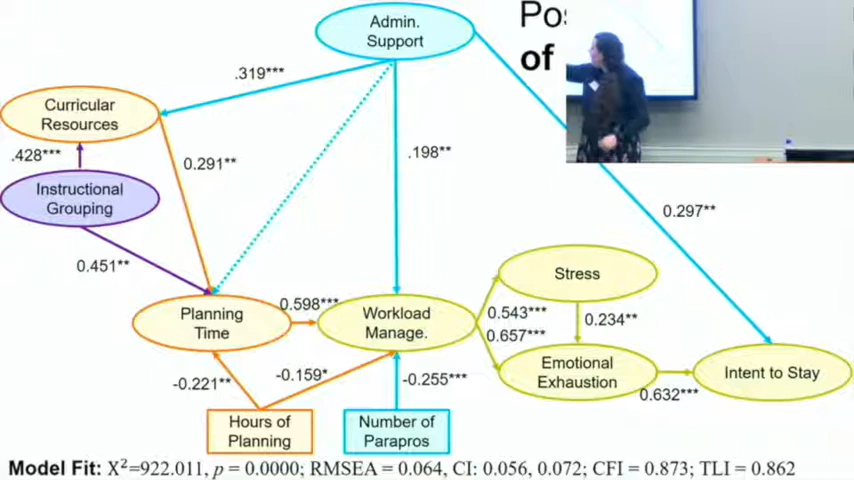 Admin.
Support
of
.319***
Curricular
Resources
.428***
0.291**
.198**
Instructional
Grouping
0.297**
0.451**
Stress
Planning
Time
0.598***
Workload
Manage.
0.543***
0.657***
0.234**
Emotional
Exhaustion
Intent to Stay
-0.221**
-0.159*
-0.255***
0.632***
Hours of
Planning
Number of
Parapros
Model Fit: X²=922.011, p = 0.0000; RMSEA = 0.064, CI: 0.056, 0.072; CFI = 0.873; TLI = 0.862